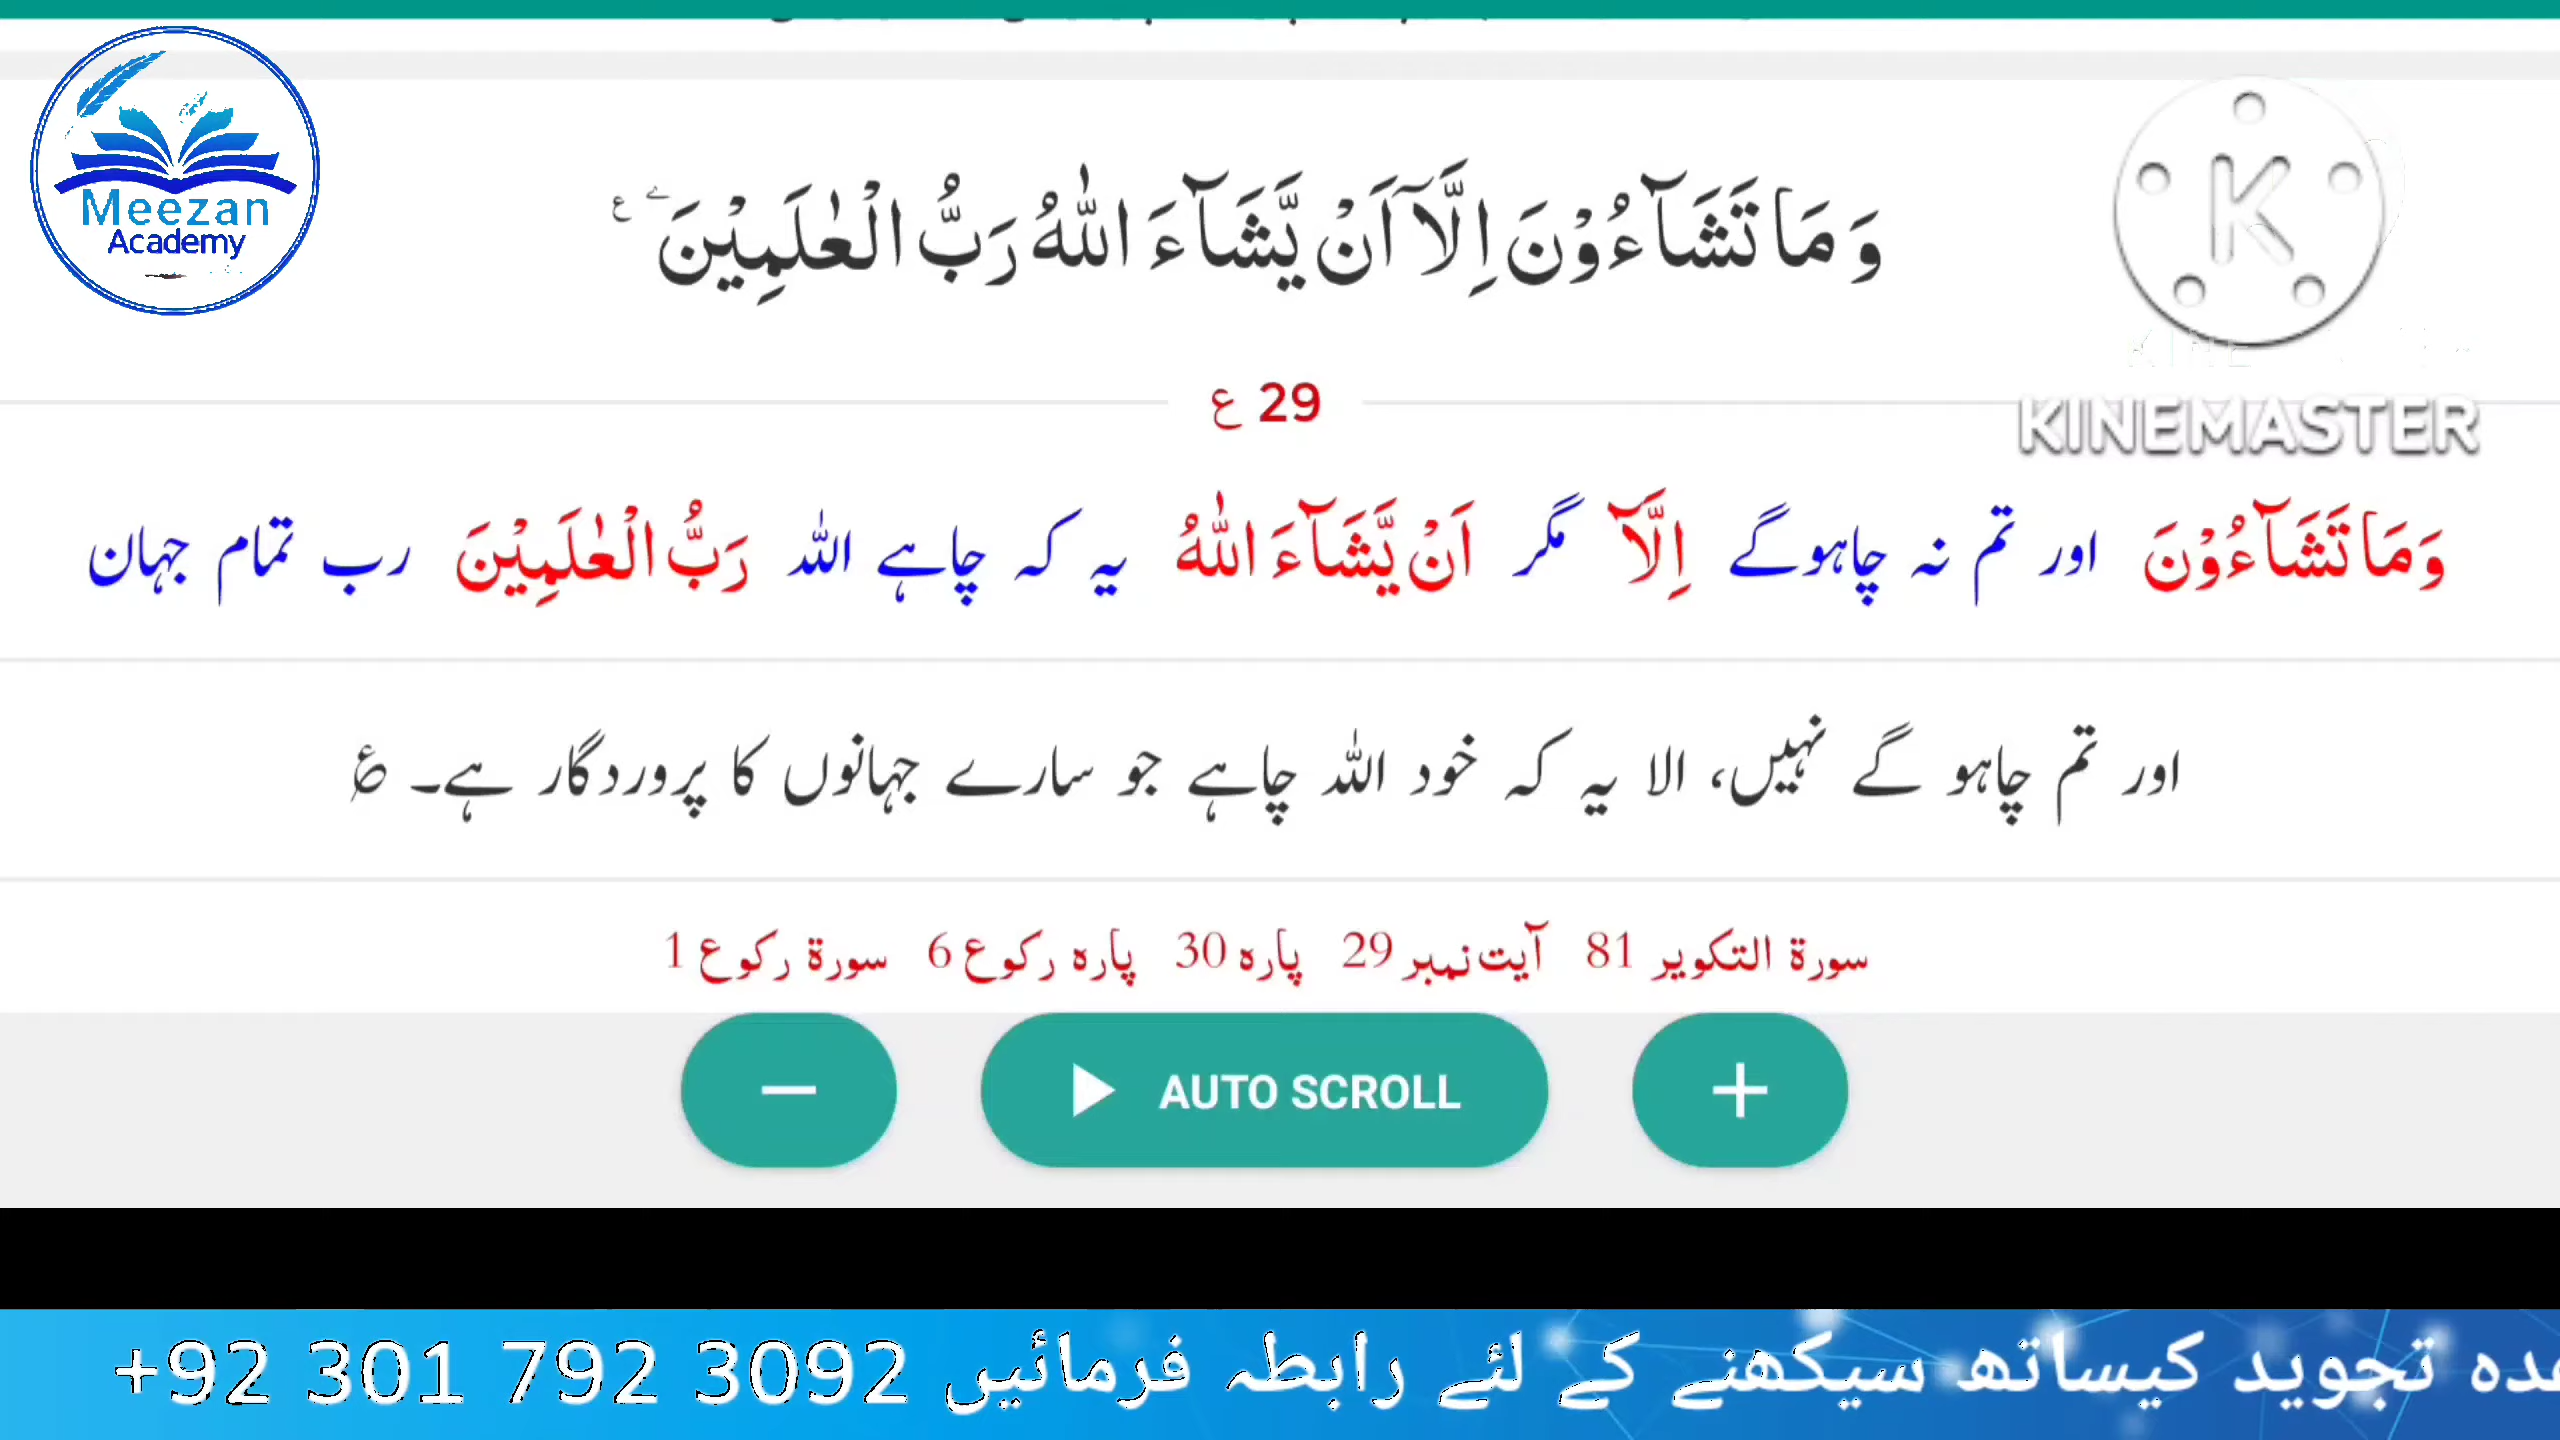 Meezan
Academy
وَ مَا تَشَآءُوْنَ اِلَّاۤ اَنْ یَّشَآءَ اللّٰهُ رَبُّ الْعٰلَمِیْنَ ۠ ع
29 ع
KINEMASTER
وَ مَا تَشَآءُوْنَ اور تم نہ چاہوگے اِلَّاۤ مگر اَنْ یَّشَآءَ اللّٰهُ یہ کہ چاہے اللہ رَبُّ الْعٰلَمِیْنَ رب تمام جہان
اور تم چاہو گے نہیں، الا یہ کہ خود اللہ چاہے جو سارے جہانوں کا پروردگار ہے۔ ع
سورۃ التکویر 81 آیت نمبر 29 پارہ 30 پارہ رکوع 6 سورۃ رکوع 1
AUTO SCROLL
تجوید کیساتھ سیکھنے کے لئے رابطہ فرمائیں +92 301 792 3092